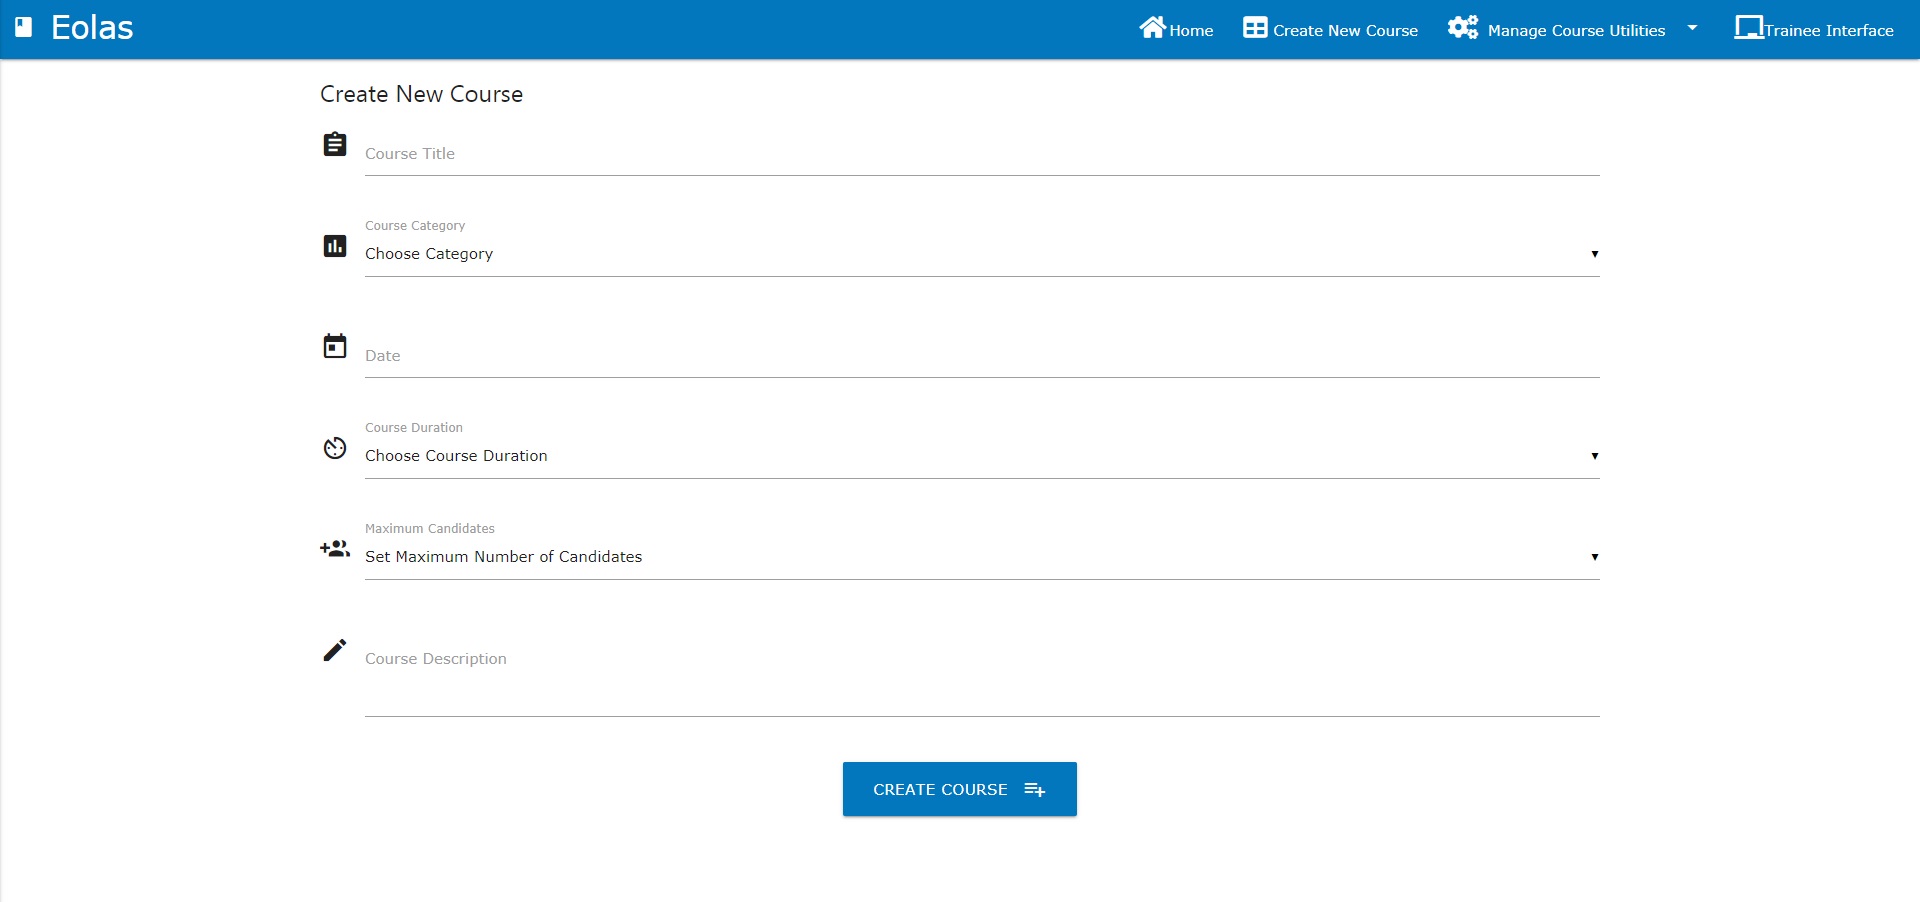 Eolas
Home
Create New Course
Manage Course Utilities
Trainee Interface
Create New Course
Course Title
Course Category
Choose Category
Date
Course Duration
Choose Course Duration
Maximum Candidates
Set Maximum Number of Candidates
Course Description
CREATE COURSE